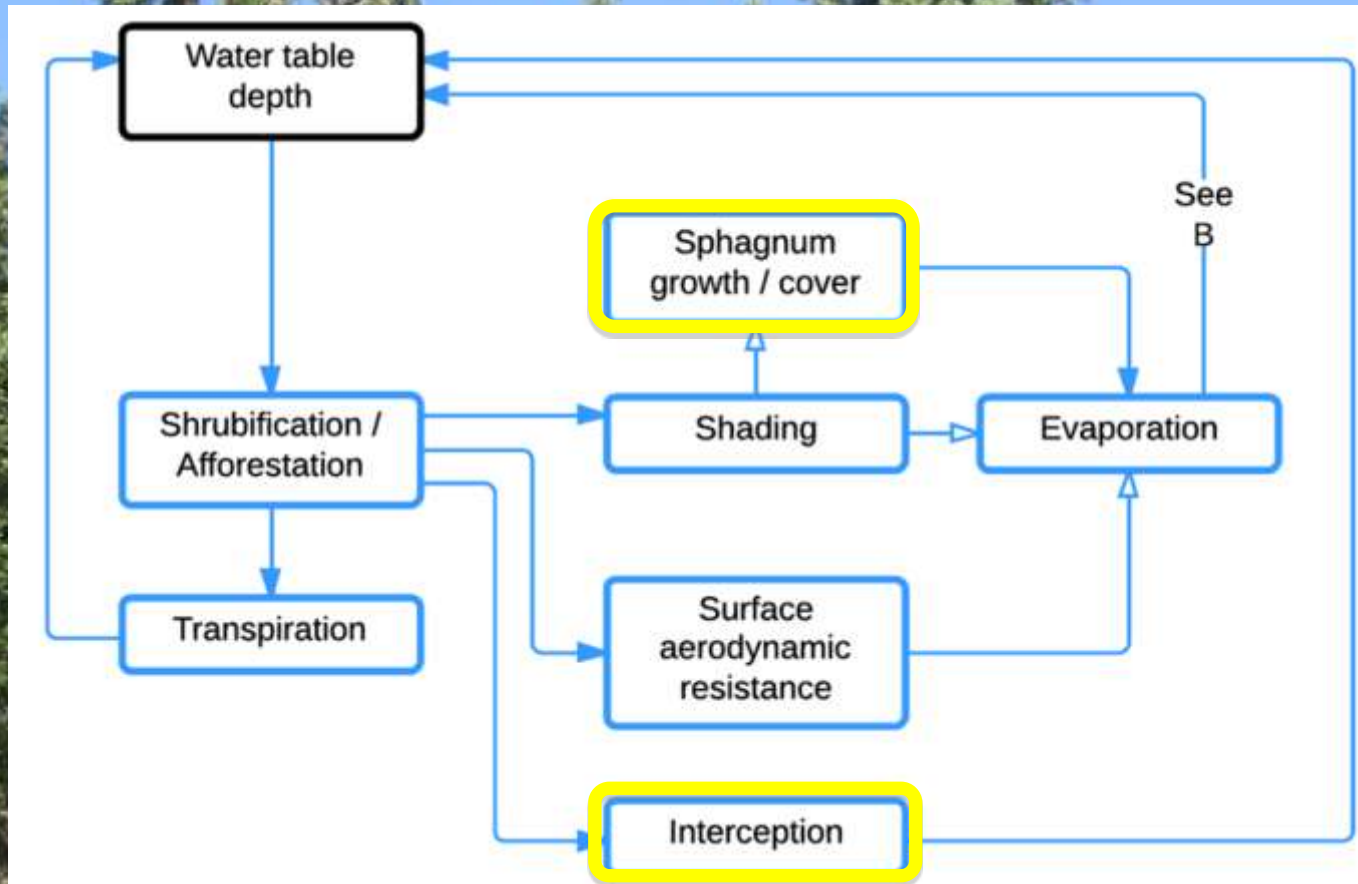 Water table
depth
See
B
Sphagnum
growth / cover
Shrubification /
Afforestation
Shading
Evaporation
Transpiration
Surface
aerodynamic
resistance
Interception